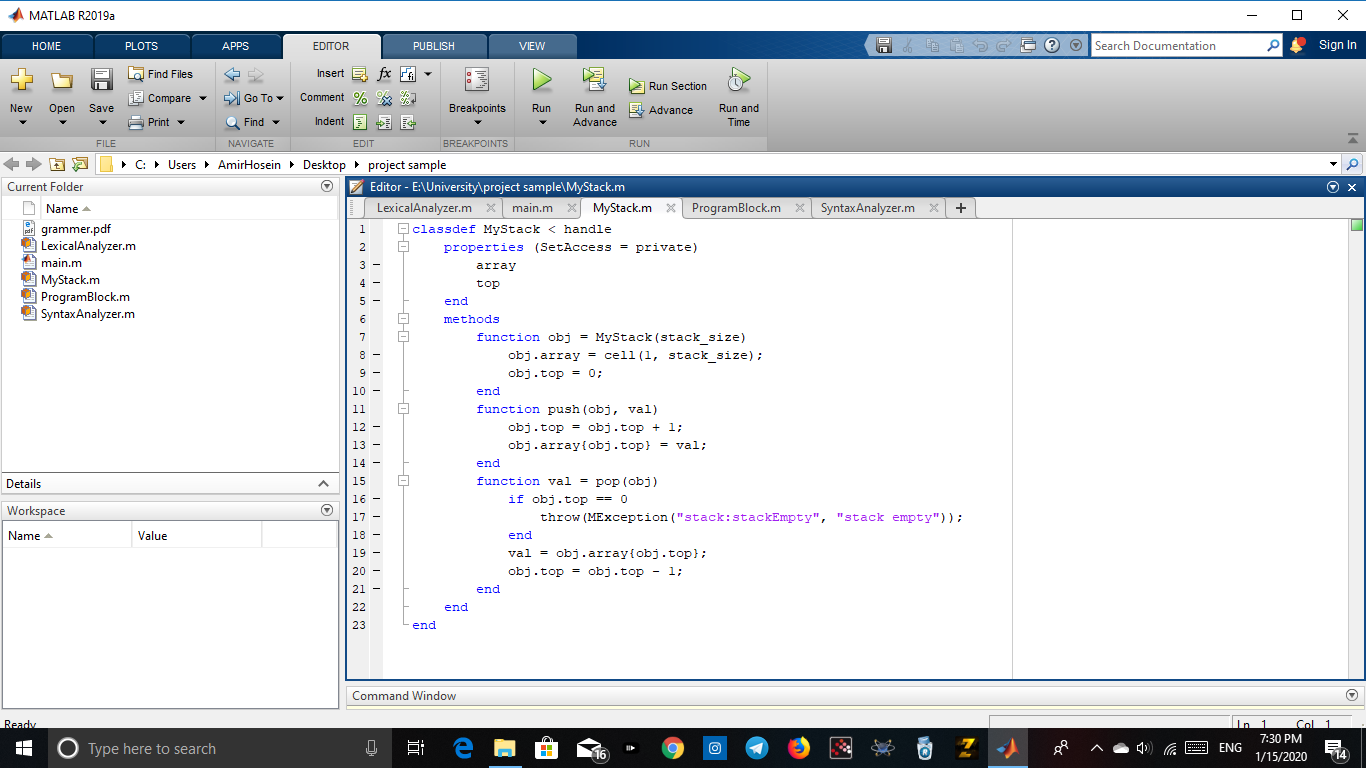 MATLAB R2019a
HOME PLOTS APPS EDITOR PUBLISH VIEW
Search Documentation Sign In
New Open Save Find Files Compare Print
Go To Find
Insert fx
Comment
Indent
Breakpoints
Run Run and Advance Run Section Advance Run and Time
FILE NAVIGATE EDIT BREAKPOINTS RUN
C: Users AmirHosein Desktop project sample
Current Folder
Name
grammer.pdf
LexicalAnalyzer.m
main.m
MyStack.m
ProgramBlock.m
SyntaxAnalyzer.m
Details
Workspace
Name Value
Editor - E:\University\project sample\MyStack.m
LexicalAnalyzer.m main.m MyStack.m ProgramBlock.m SyntaxAnalyzer.m
1 classdef MyStack < handle
2 properties (SetAccess = private)
3 array
4 top
5 end
6 methods
7 function obj = MyStack(stack_size)
8 obj.array = cell(1, stack_size);
9 obj.top = 0;
10 end
11 function push(obj, val)
12 obj.top = obj.top + 1;
13 obj.array{obj.top} = val;
14 end
15 function val = pop(obj)
16 if obj.top == 0
17 throw(MException("stack:stackEmpty", "stack empty"));
18 end
19 val = obj.array{obj.top};
20 obj.top = obj.top - 1;
21 end
22 end
23 end
Command Window
Ready Ln 1 Col 1
Type here to search 16 ENG 7:30 PM
1/15/2020 14